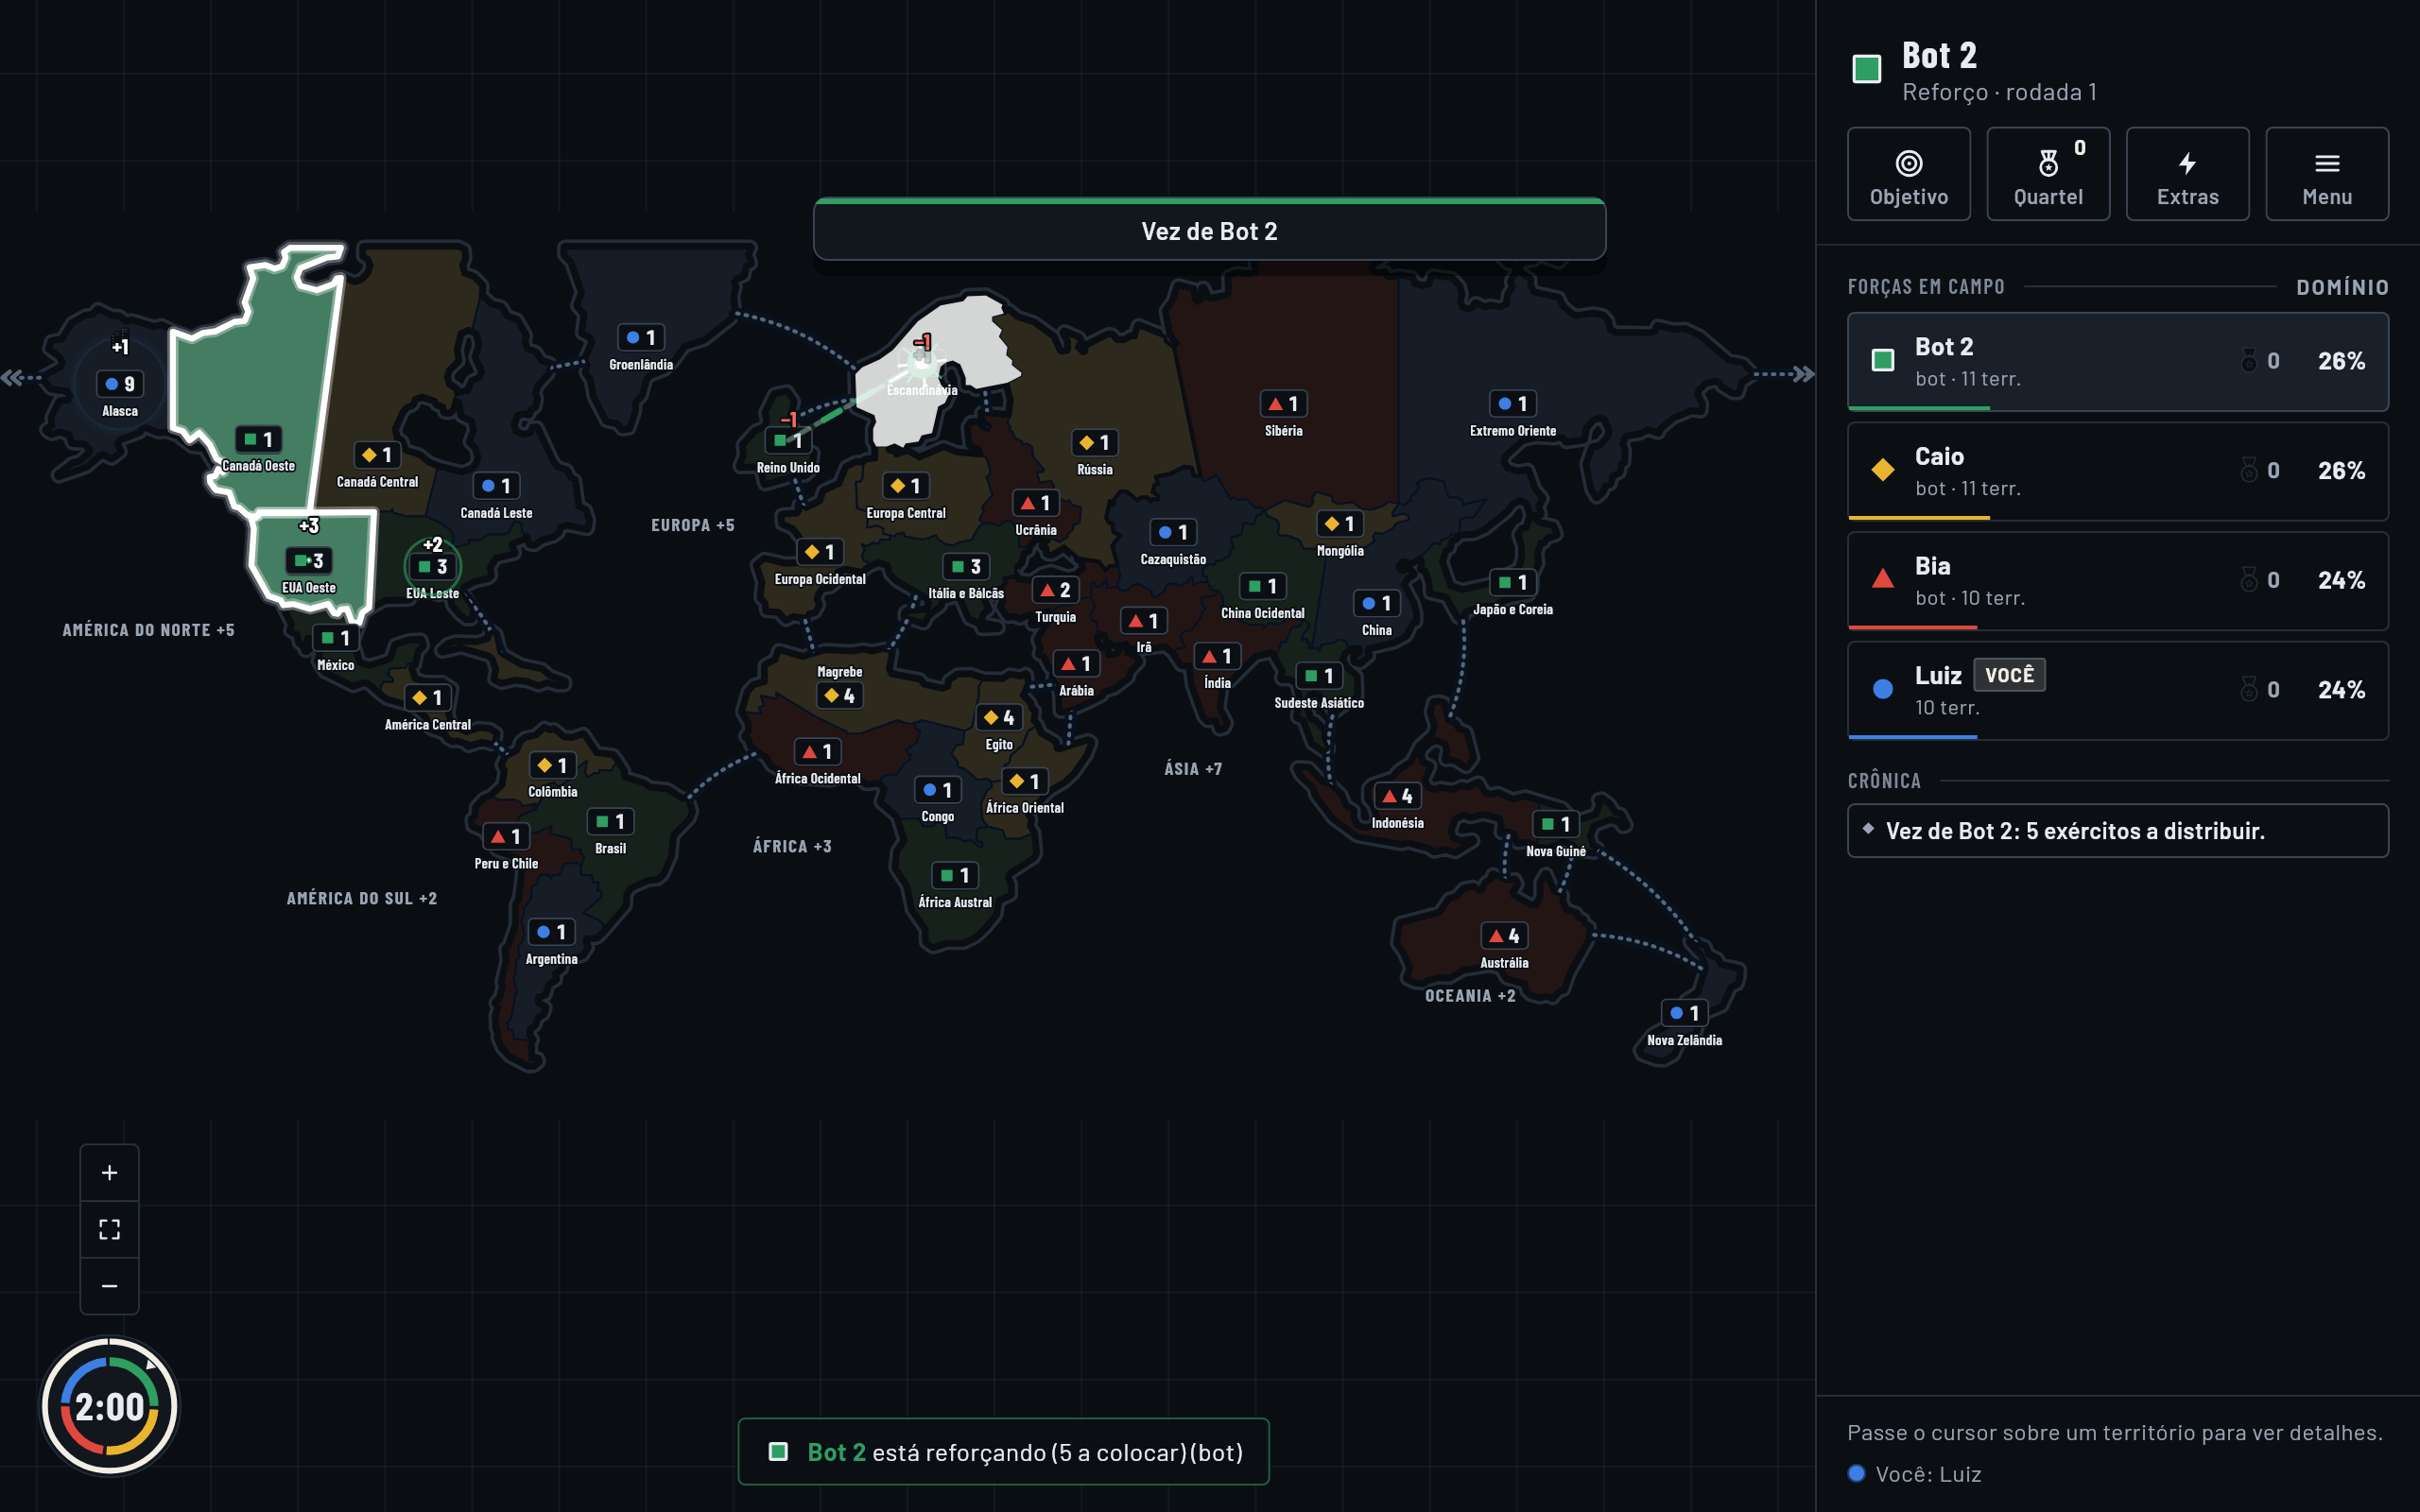 Bot 2
Reforço · rodada 1
Objetivo
0
Quartel
Extras
Menu
Vez de Bot 2
FORÇAS EM CAMPO
DOMÍNIO
Bot 2
bot · 11 terr.
0
26%
Caio
bot · 11 terr.
0
26%
Bia
bot · 10 terr.
0
24%
Luiz
VOCÊ
10 terr.
0
24%
CRÔNICA
Vez de Bot 2: 5 exércitos a distribuir.
+1
9
Alasca
1
Canadá Oeste
1
Canadá Central
1
Canadá Leste
1
Groenlândia
+3
3
EUA Oeste
+2
3
EUA Leste
1
México
1
América Central
AMÉRICA DO NORTE +5
1
Colômbia
1
Brasil
1
Peru e Chile
1
Argentina
AMÉRICA DO SUL +2
-1
Escandinávia
-1
1
Reino Unido
EUROPA +5
1
Europa Central
1
Europa Ocidental
1
Ucrânia
1
Rússia
3
Itália e Bálcãs
Magrebe
4
4
Egito
1
África Ocidental
1
Congo
1
África Oriental
1
África Austral
ÁFRICA +3
1
Sibéria
1
Extremo Oriente
1
Cazaquistão
1
Mongólia
1
China Ocidental
1
China
1
Japão e Coreia
2
Turquia
1
Irã
1
Arábia
1
Índia
1
Sudeste Asiático
ÁSIA +7
4
Indonésia
1
Nova Guiné
4
Austrália
OCEANIA +2
1
Nova Zelândia
+
−
2:00
Bot 2 está reforçando (5 a colocar) (bot)
Passe o cursor sobre um território para ver detalhes.
Você: Luiz